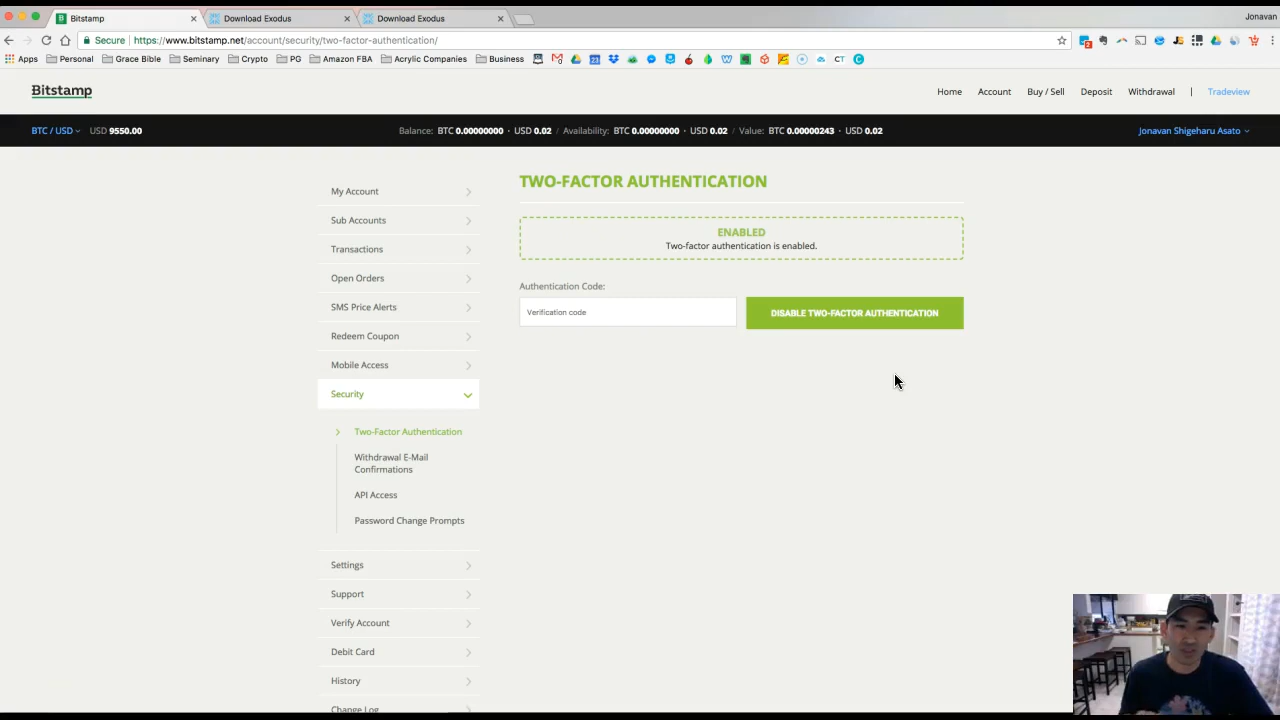 Bitstamp
Download Exodus
Download Exodus
Jonavan
Secure
https://www.bitstamp.net/account/security/two-factor-authentication/
Apps
Personal
Grace Bible
Seminary
Crypto
PG
Amazon FBA
Acrylic Companies
Business
CT
Bitstamp
Home
Account
Buy / Sell
Deposit
Withdrawal
Tradeview
BTC / USD
USD 9550.00
Balance: BTC 0.00000000 · USD 0.02 / Availability: BTC 0.00000000 · USD 0.02 / Value: BTC 0.00000243 · USD 0.02
Jonavan Shigeharu Asato
My Account
Sub Accounts
Transactions
Open Orders
SMS Price Alerts
Redeem Coupon
Mobile Access
Security
Two-Factor Authentication
Withdrawal E-Mail
Confirmations
API Access
Password Change Prompts
Settings
Support
Verify Account
Debit Card
History
Change Log
TWO-FACTOR AUTHENTICATION
ENABLED
Two-factor authentication is enabled.
Authentication Code:
Verification code
DISABLE TWO-FACTOR AUTHENTICATION